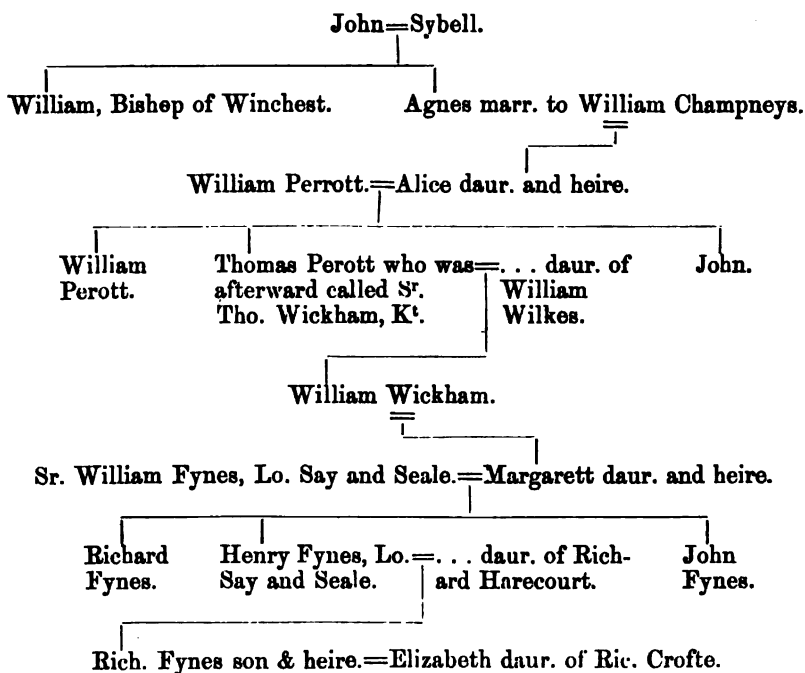 John=Sybell.
William, Bishop of Winchest. Agnes marr. to William Champneys.
=
William Perrott.=Alice daur. and heire.
William Thomas Perott who was=. . . daur. of John.
Perott. afterward called Sr. William
Tho. Wickham, Kt. Wilkes.
William Wickham.
=
Sr. William Fynes, Lo. Say and Seale.=Margarett daur. and heire.
Richard Henry Fynes, Lo.=. . . daur. of Rich- John
Fynes. Say and Seale. ard Harecourt. Fynes.
Rich. Fynes son & heire.=Elizabeth daur. of Ric. Crofte.